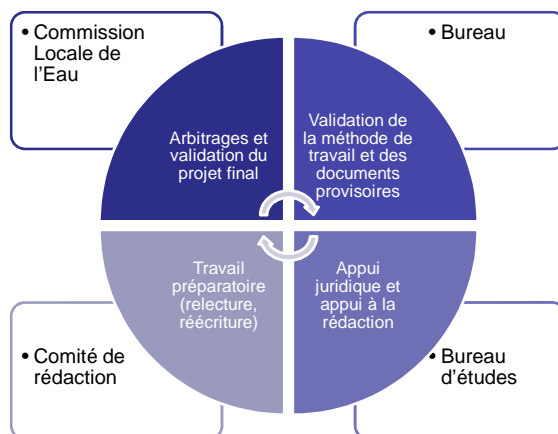 • Commission
Locale de
l'Eau
• Bureau
Arbitrages et
validation du
projet final
Validation de
la méthode de
travail et des
documents
provisoires
Travail
préparatoire
(relecture,
réécriture)
Appui
juridique et
appui à la
rédaction
• Comité de
rédaction
• Bureau
d'études